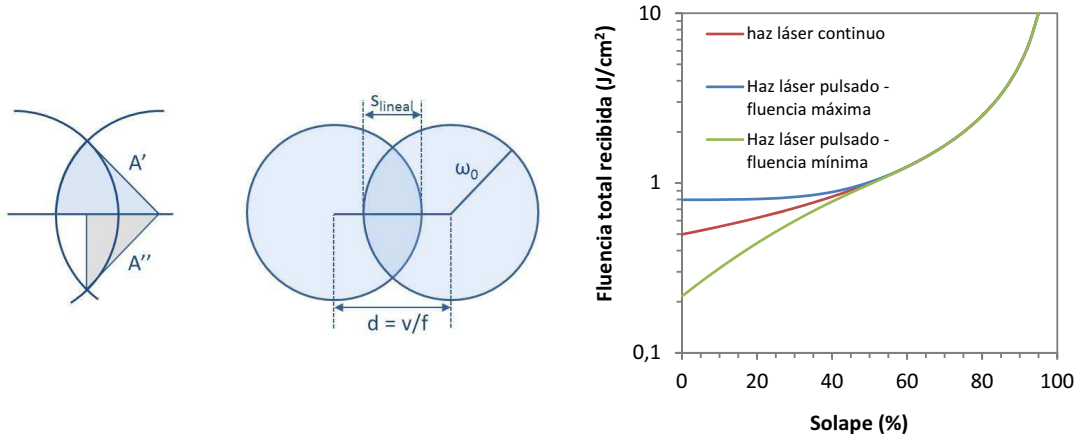 A'
A''
s lineal
ω₀
d = v/f
Fluencia total recibida (J/cm²)
10
1
0,1
haz láser continuo
Haz láser pulsado -
fluencia máxima
Haz láser pulsado -
fluencia mínima
0
20
40
60
80
100
Solape (%)